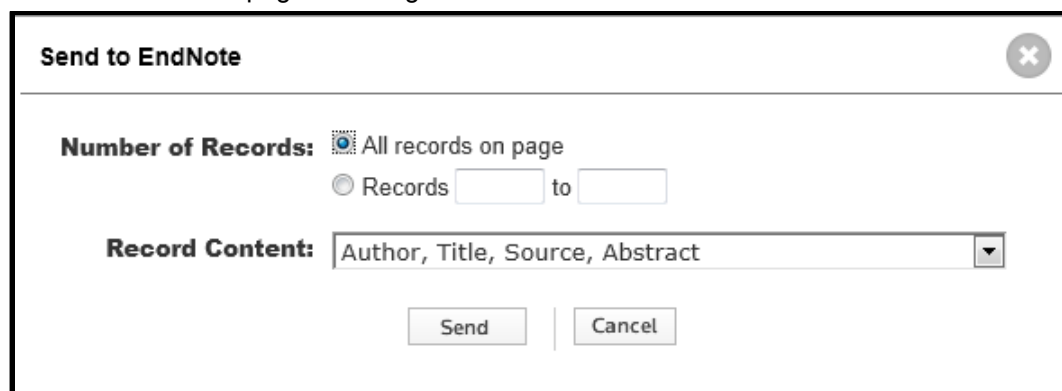 Send to EndNote
Number of Records: All records on page
Records to
Record Content: Author, Title, Source, Abstract
Send Cancel